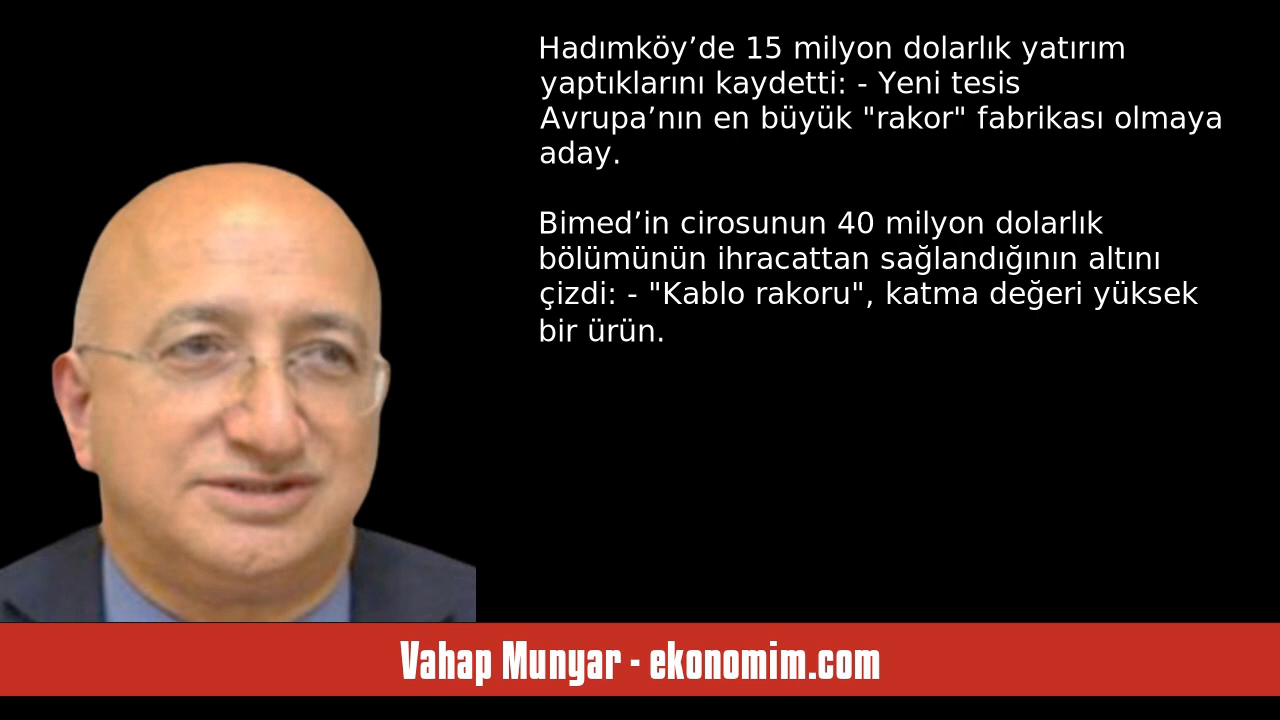 Hadımköy’de 15 milyon dolarlık yatırım
yaptıklarını kaydetti: - Yeni tesis
Avrupa’nın en büyük "rakor" fabrikası olmaya
aday.
Bimed’in cirosunun 40 milyon dolarlık
bölümünün ihracattan sağlandığının altını
çizdi: - "Kablo rakoru", katma değeri yüksek
bir ürün.
Vahap Munyar - ekonomim.com